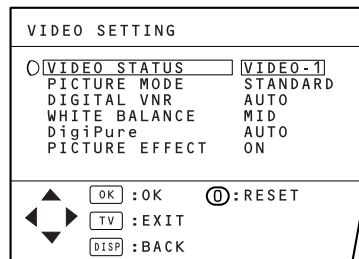 VIDEO SETTING
VIDEO STATUS VIDEO-1
PICTURE MODE STANDARD
DIGITAL VNR AUTO
WHITE BALANCE MID
DigiPure AUTO
PICTURE EFFECT ON
OK :OK 0 :RESET
TV :EXIT
DISP :BACK